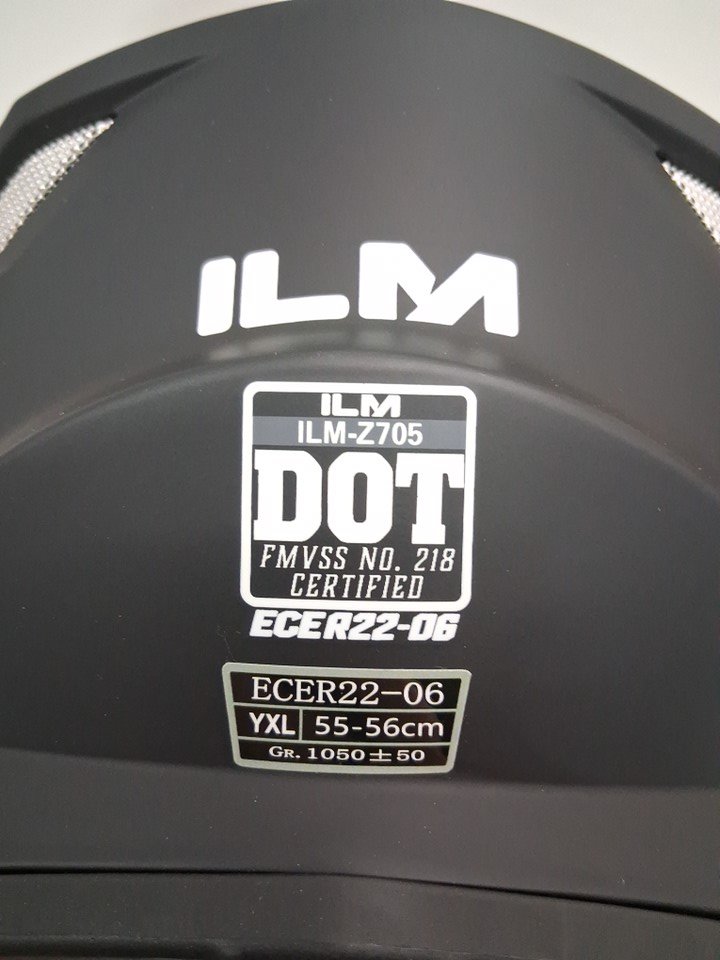 ILM
ILM
ILM-Z705
DOT
FMVSS NO. 218
CERTIFIED
ECER22-06
ECER22-06
YXL 55-56cm
GR. 1050±50